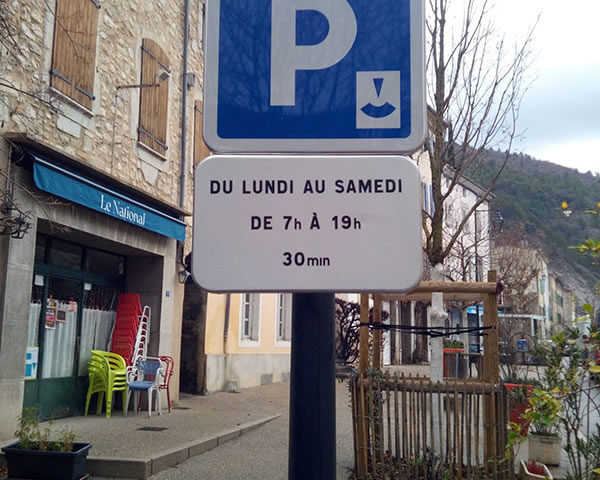 P
DU LUNDI AU SAMEDI
DE 7h À 19h
30min
Le National